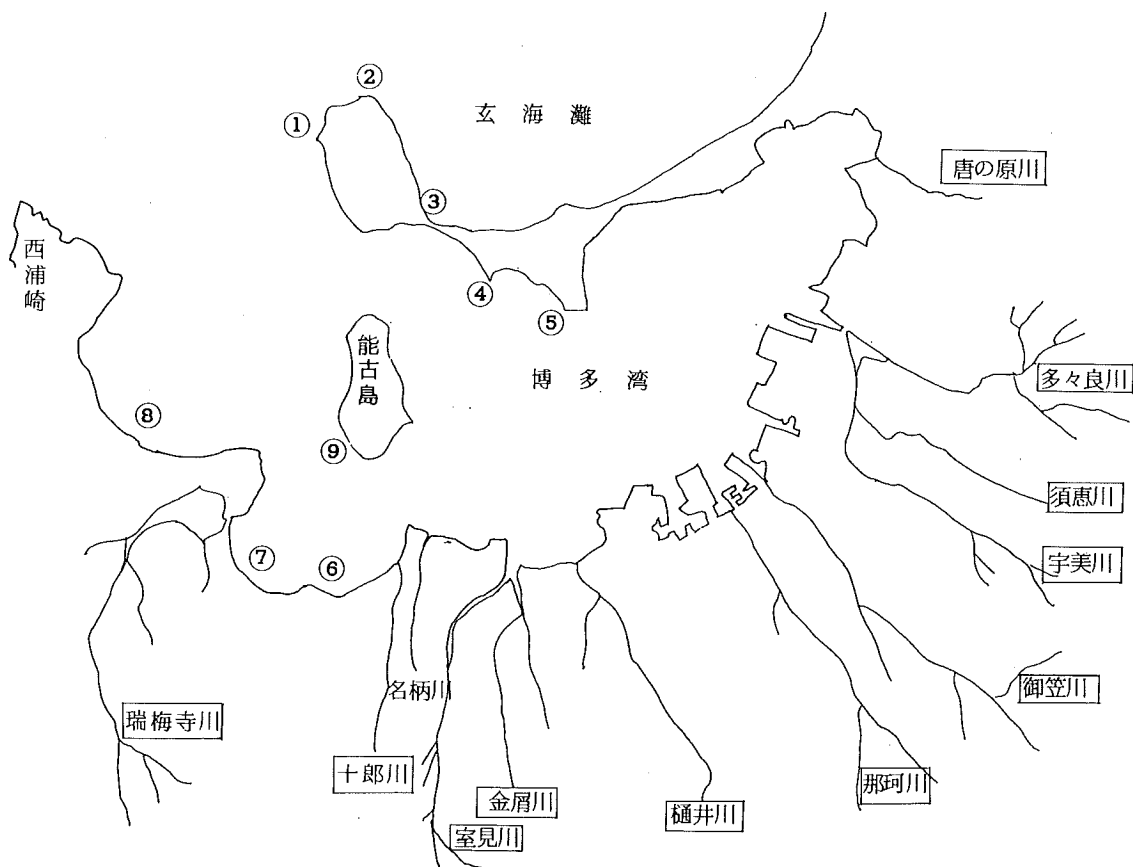 ②
①
玄海灘
唐の原川
③
西浦崎
④
⑤
能古島
博多湾
多々良川
⑧
⑨
須恵川
⑦
⑥
宇美川
名柄川
御笠川
瑞梅寺川
十郎川
那珂川
金屑川
樋井川
室見川